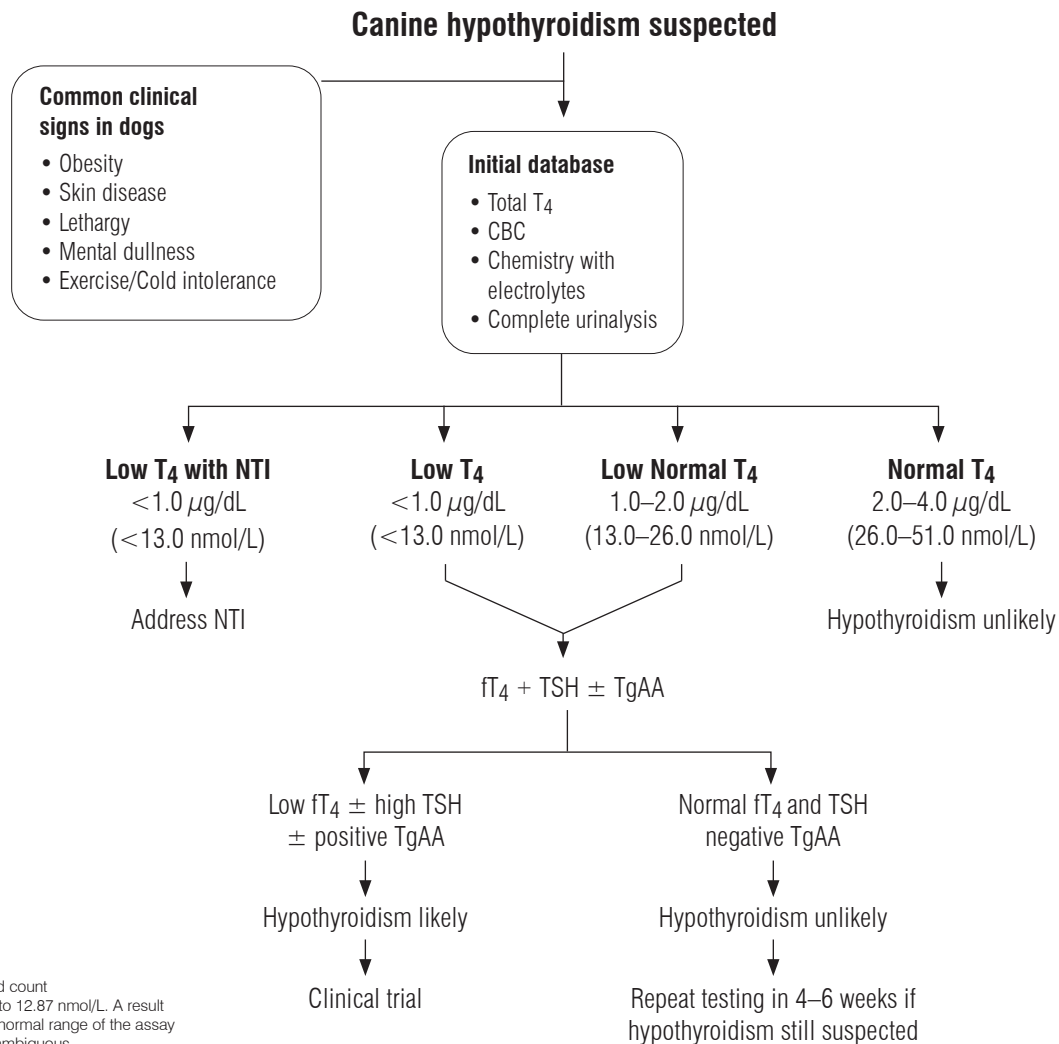 Canine hypothyroidism suspected
Common clinical
signs in dogs
• Obesity
• Skin disease
• Lethargy
• Mental dullness
• Exercise/Cold intolerance
Initial database
• Total T4
• CBC
• Chemistry with
electrolytes
• Complete urinalysis
Low T4 with NTI
<1.0 µg/dL
(<13.0 nmol/L)
Address NTI
Low T4
<1.0 µg/dL
(<13.0 nmol/L)
Low Normal T4
1.0–2.0 µg/dL
(13.0–26.0 nmol/L)
Normal T4
2.0–4.0 µg/dL
(26.0–51.0 nmol/L)
Hypothyroidism unlikely
fT4 + TSH ± TgAA
Low fT4 ± high TSH
± positive TgAA
Hypothyroidism likely
Clinical trial
Normal fT4 and TSH
negative TgAA
Hypothyroidism unlikely
Repeat testing in 4–6 weeks if
hypothyroidism still suspected
d count
to 12.87 nmol/L. A result
normal range of the assay
ambiguous